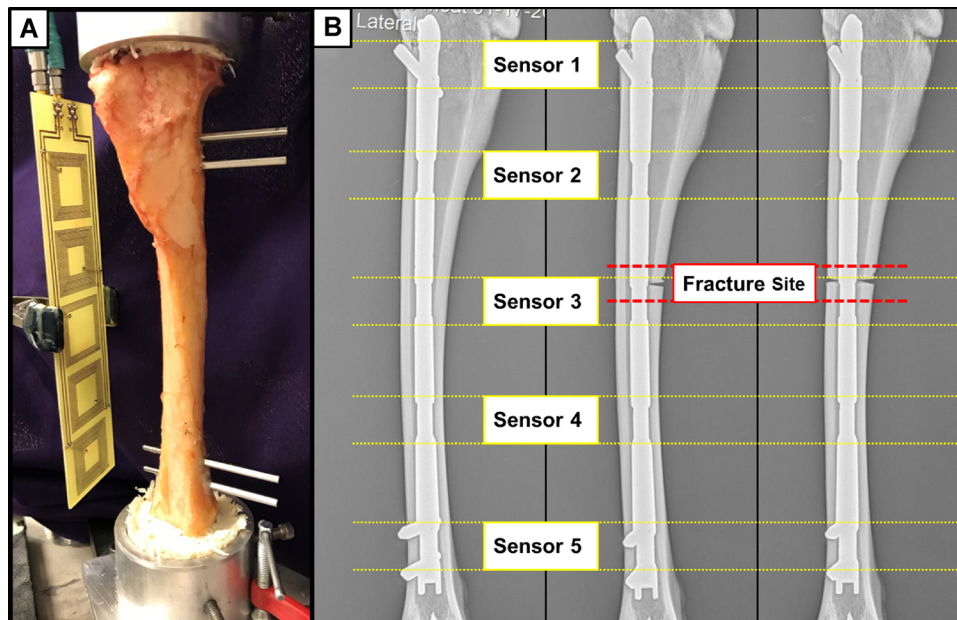 A
B
Lateral
Sensor 1
Sensor 2
Fracture Site
Sensor 3
Sensor 4
Sensor 5